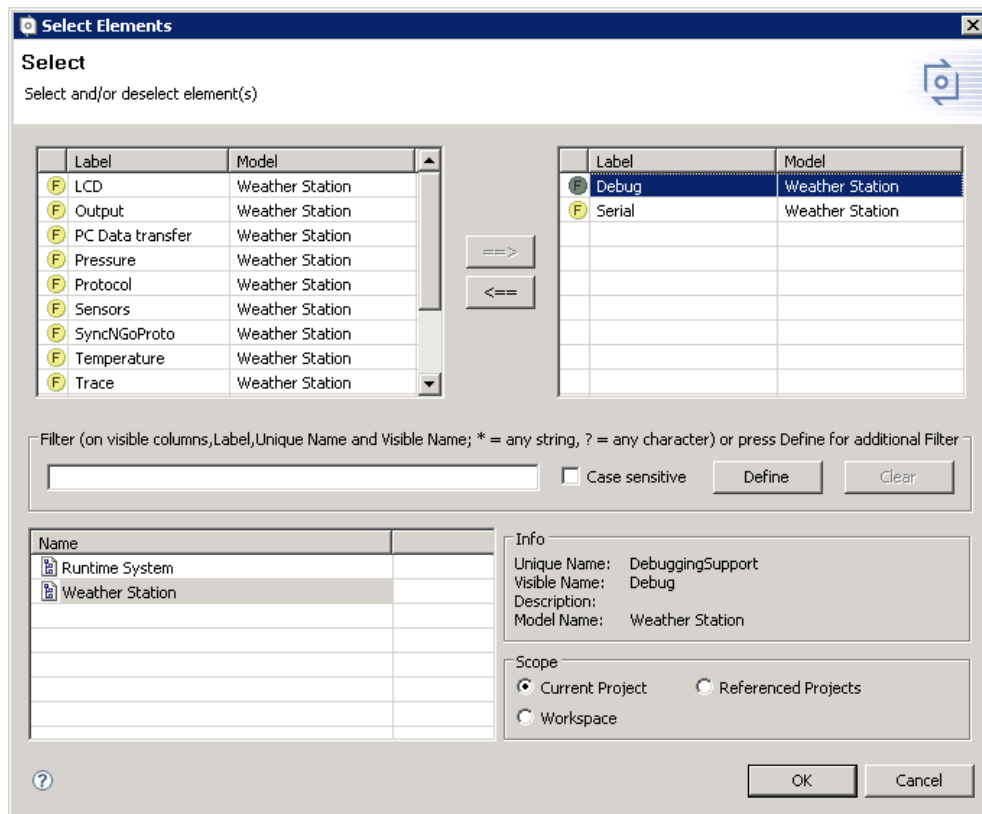 Select Elements
Select
Select and/or deselect element(s)
Label Model
F LCD Weather Station
F Output Weather Station
F PC Data transfer Weather Station
F Pressure Weather Station
F Protocol Weather Station
F Sensors Weather Station
F SyncNGoProto Weather Station
F Temperature Weather Station
F Trace Weather Station
==>
<==
Label Model
F Debug Weather Station
F Serial Weather Station
Filter (on visible columns,Label,Unique Name and Visible Name; * = any string, ? = any character) or press Define for additional Filter
Case sensitive Define Clear
Name
Runtime System
Weather Station
Info
Unique Name: DebuggingSupport
Visible Name: Debug
Description:
Model Name: Weather Station
Scope
Current Project Referenced Projects
Workspace
? OK Cancel